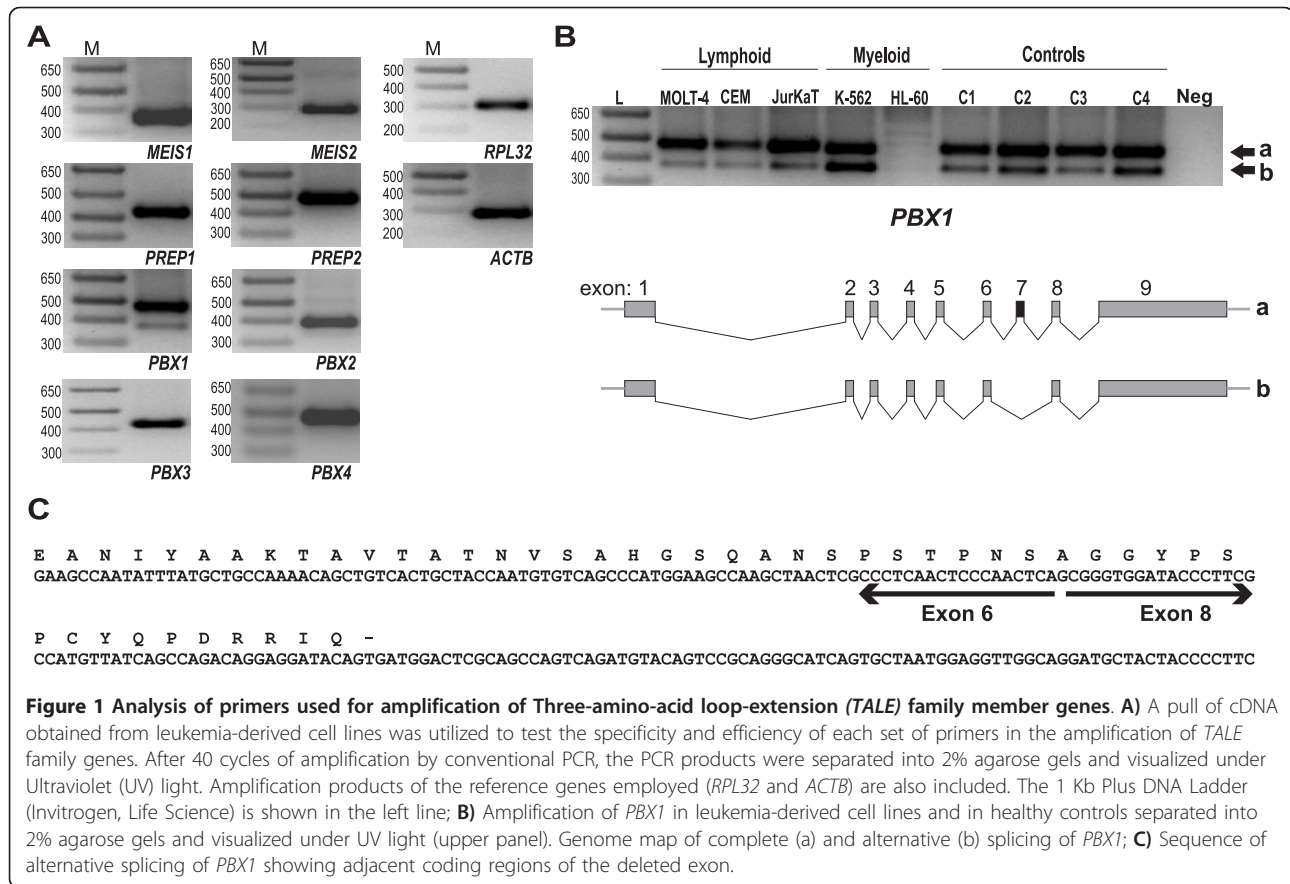 A
M
650
500
400
300
MEIS1
650
500
400
300
PREP1
650
500
400
300
PBX1
650
500
400
300
PBX3
M
650
500
400
300
200
MEIS2
650
500
400
300
PREP2
650
500
400
300
PBX2
650
500
400
300
PBX4
M
500
400
300
200
RPL32
500
400
300
200
ACTB
B
Lymphoid Myeloid Controls
L MOLT-4 CEM JurKaT K-562 HL-60 C1 C2 C3 C4 Neg
650
500
400
300
a
b
PBX1
exon: 1 2 3 4 5 6 7 8 9
a
b
C
E A N I Y A A K T A V T A T N V S A H G S Q A N S P S T P N S A G G Y P S
GAAGCCAATATTTATGCTGCCAAAACAGCTGTCACTGCTACCAATGTGTCAGCCCATGGAAGCCAAGCTAACTCGCCCTCAACTCCCAACTCAGCGGGTGGATACCCTTCG
Exon 6 Exon 8
P C Y Q P D R R I Q -
CCATGTTATCAGCCAGACAGGAGGATACAGTGATGGACTCGCAGCCAGTCAGATGTACAGTCCGCAGGGCATCAGTGCTAATGGAGGTTGGCAGGATGCTACTACCCCTTC
Figure 1 Analysis of primers used for amplification of Three-amino-acid loop-extension (TALE) family member genes. A) A pull of cDNA
obtained from leukemia-derived cell lines was utilized to test the specificity and efficiency of each set of primers in the amplification of TALE
family genes. After 40 cycles of amplification by conventional PCR, the PCR products were separated into 2% agarose gels and visualized under
Ultraviolet (UV) light. Amplification products of the reference genes employed (RPL32 and ACTB) are also included. The 1 Kb Plus DNA Ladder
(Invitrogen, Life Science) is shown in the left line; B) Amplification of PBX1 in leukemia-derived cell lines and in healthy controls separated into
2% agarose gels and visualized under UV light (upper panel). Genome map of complete (a) and alternative (b) splicing of PBX1; C) Sequence of
alternative splicing of PBX1 showing adjacent coding regions of the deleted exon.